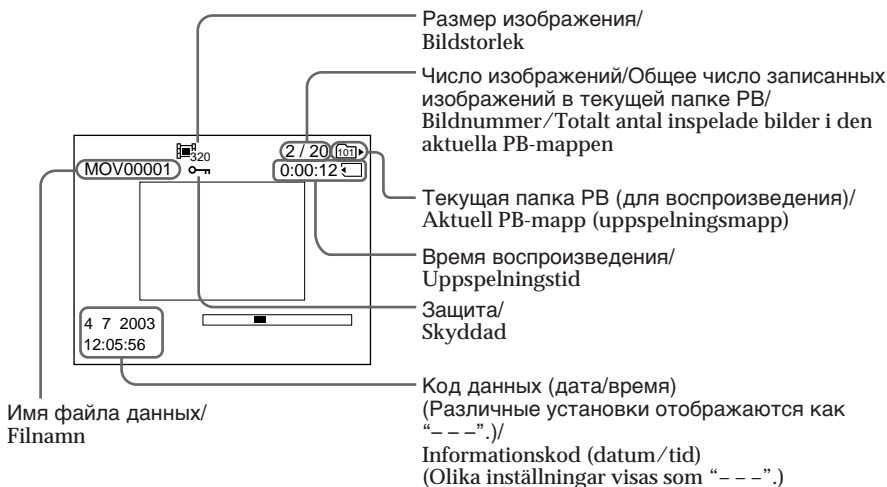 Размер изображения/
Bildstorlek
Число изображений/Общее число записанных
изображений в текущей папке PB/
Bildnummer/Totalt antal inspelade bilder i den
aktuella PB-mappen
320
2 / 20
101
MOV00001
0:00:12
Текущая папка PB (для воспроизведения)/
Aktuell PB-mapp (uppspelningsmapp)
Время воспроизведения/
Uppspelningstid
Защита/
Skyddad
4 7 2003
12:05:56
Код данных (дата/время)
(Различные установки отображаются как
“– – –”.)/
Informationskod (datum/tid)
(Olika inställningar visas som “– – –”.)
Имя файла данных/
Filnamn